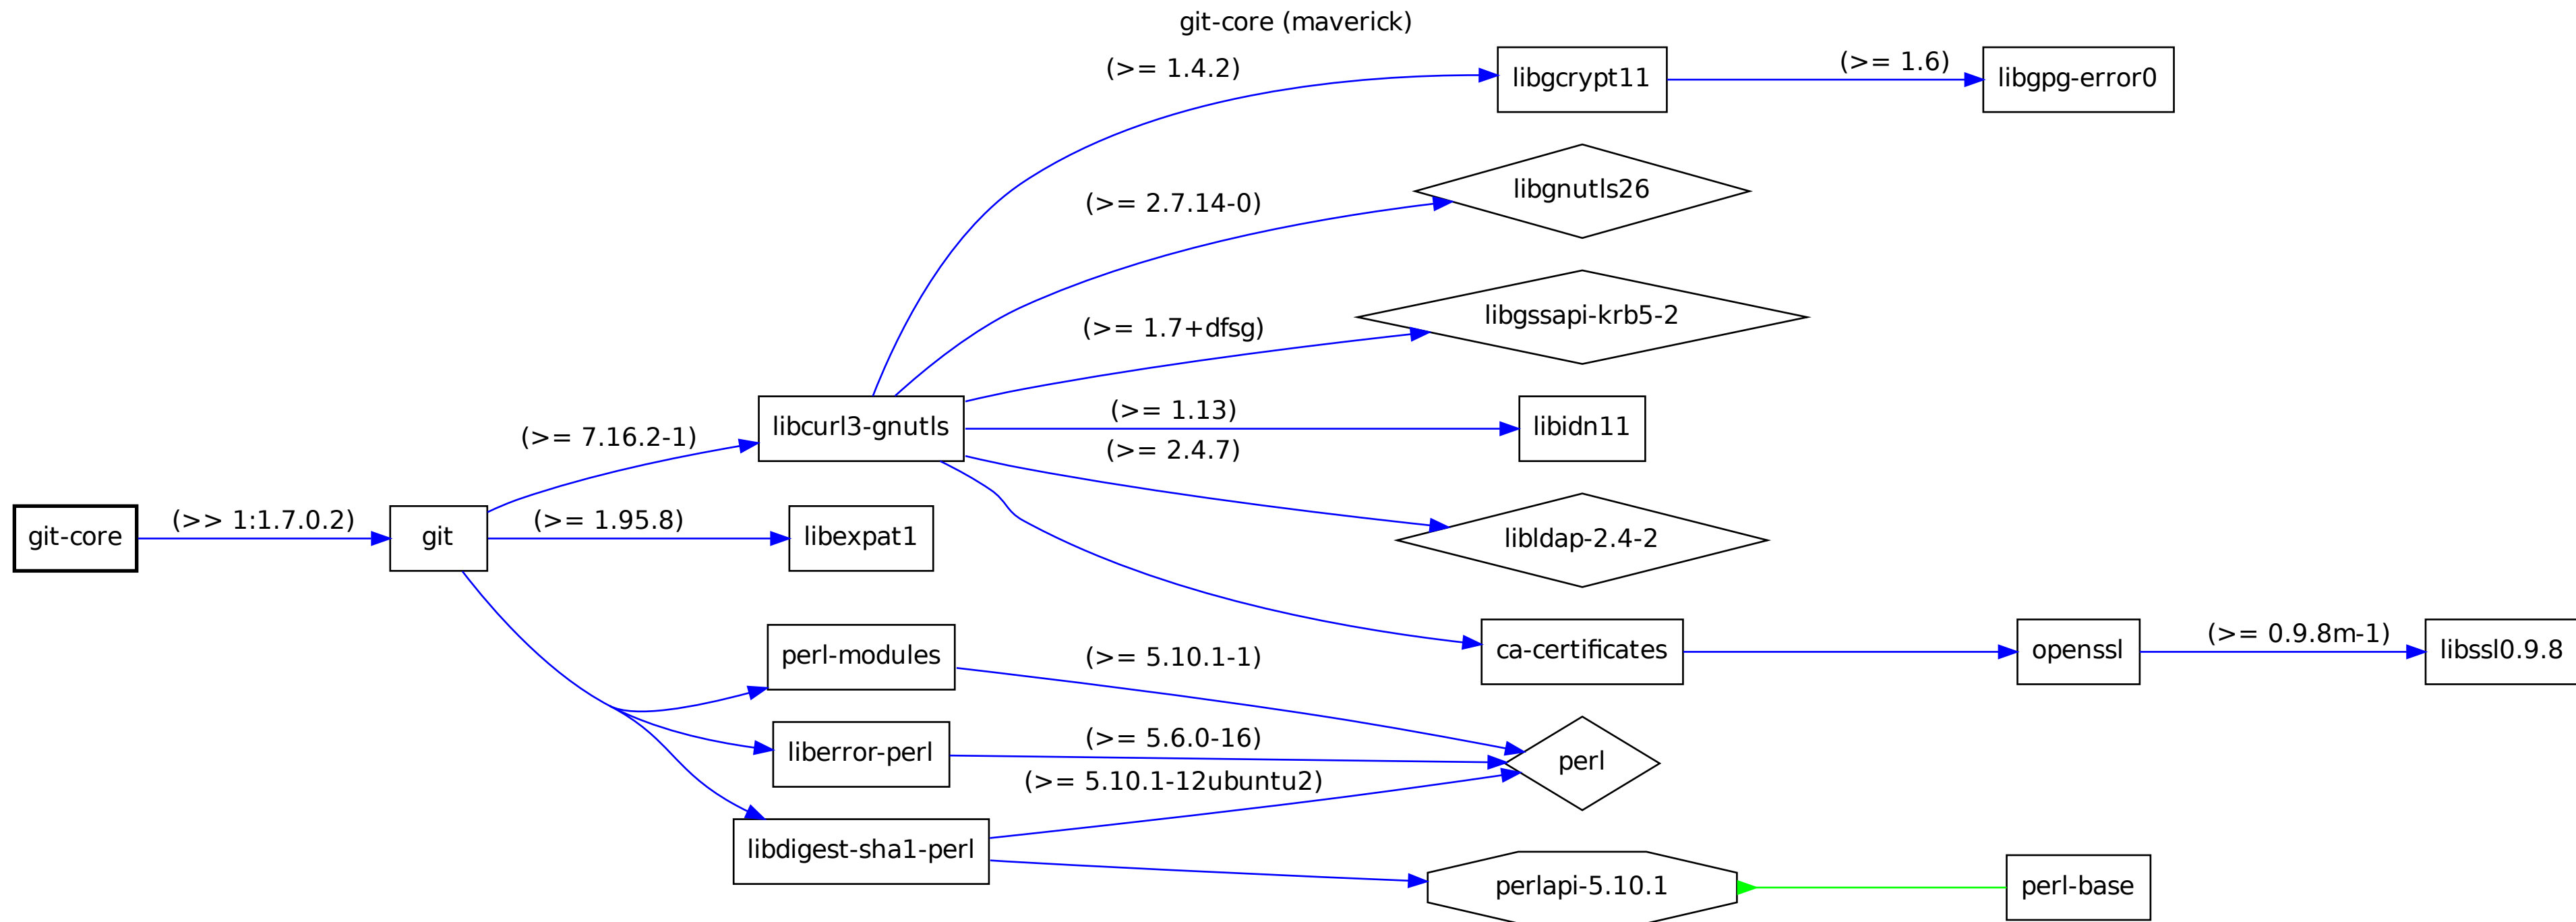 git-core (maverick)
(>= 1.4.2)
libgcrypt11
(>= 1.6)
libgpg-error0
(>= 2.7.14-0)
libgnutls26
(>= 1.7+dfsg)
libgssapi-krb5-2
(>= 7.16.2-1)
libcurl3-gnutls
(>= 1.13)
libidn11
(>= 2.4.7)
libldap-2.4-2
git-core
(>> 1:1.7.0.2)
git
(>= 1.95.8)
libexpat1
ca-certificates
openssl
(>= 0.9.8m-1)
libssl0.9.8
perl-modules
(>= 5.10.1-1)
liberror-perl
(>= 5.6.0-16)
perl
(>= 5.10.1-12ubuntu2)
libdigest-sha1-perl
perlapi-5.10.1
perl-base